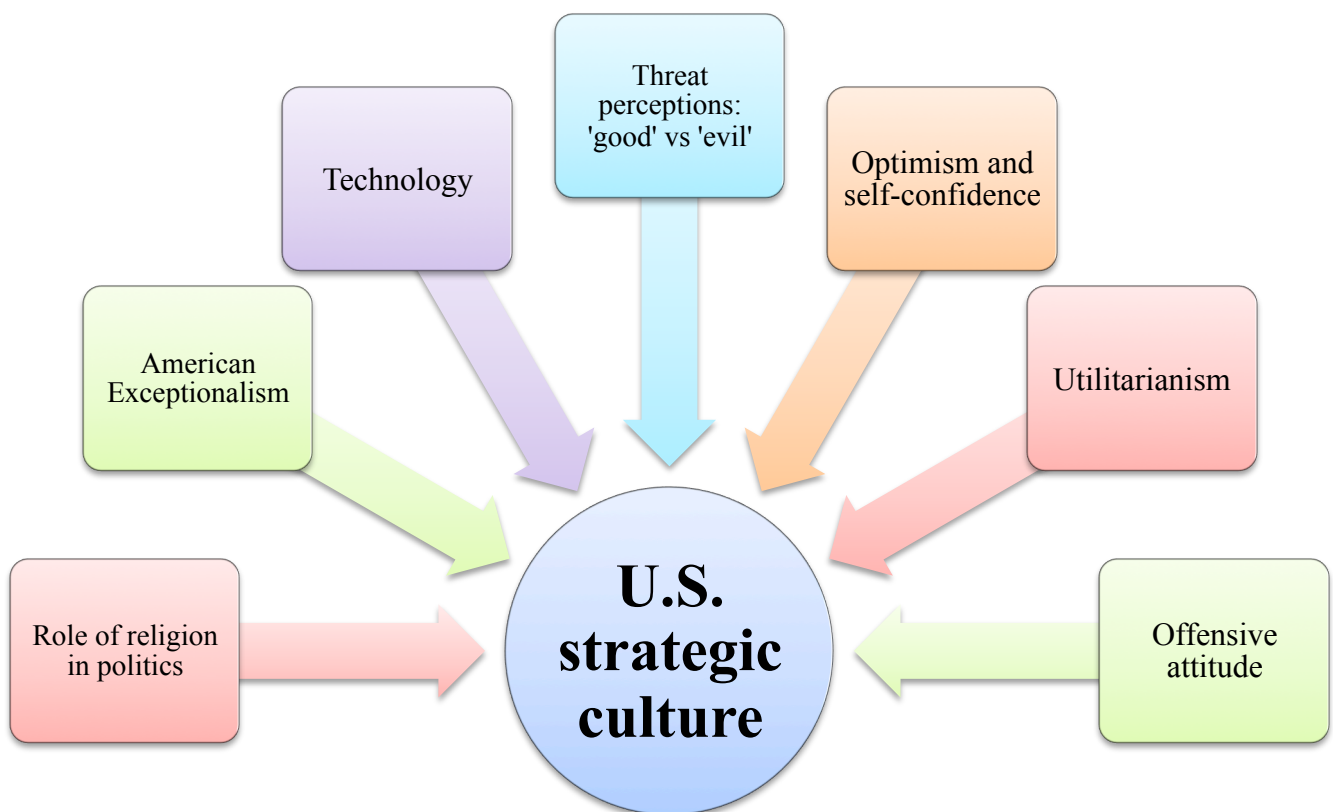 Threat
perceptions:
'good' vs 'evil'
Technology
Optimism and
self-confidence
American
Exceptionalism
Utilitarianism
Role of religion
in politics
U.S.
strategic
culture
Offensive
attitude